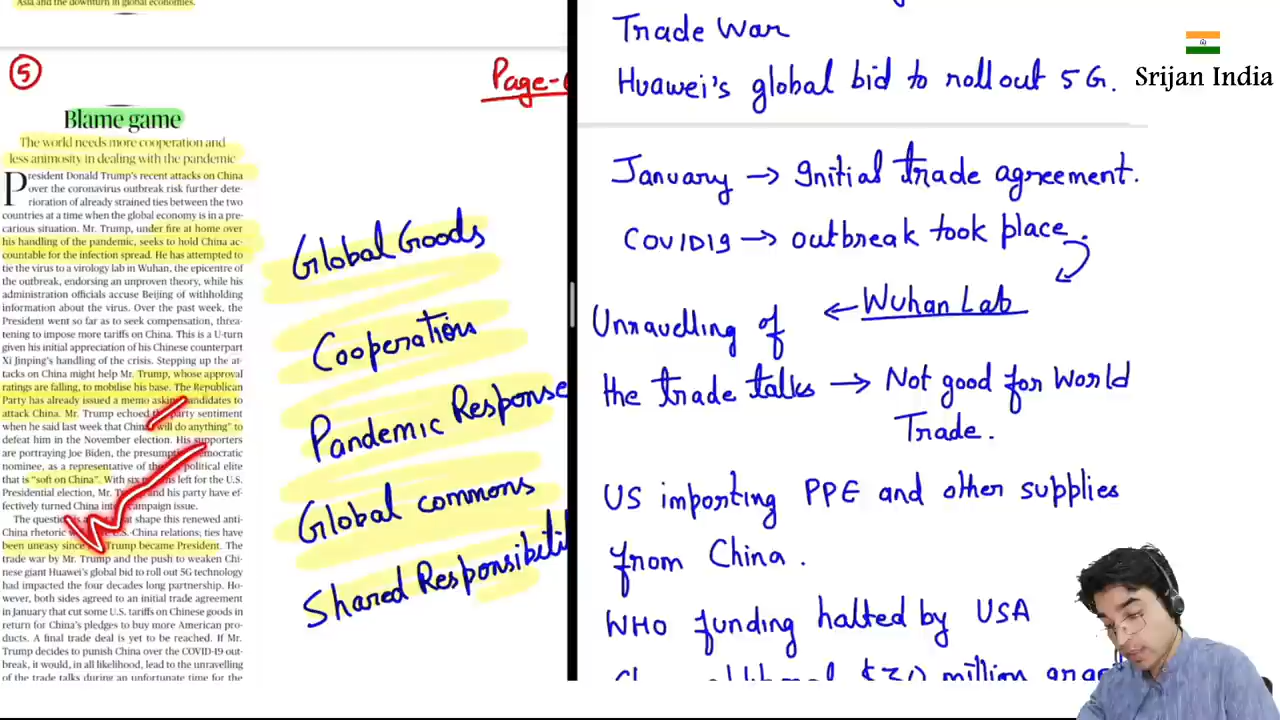 Asia and the downturn in global economies.
5
Page-
Blame game
The world needs more cooperation and
less animosity in dealing with the pandemic
President Donald Trump's recent attacks on China
over the coronavirus outbreak risk further dete-
rioration of already strained ties between the two
countries at a time when the global economy is in a pre-
carious situation. Mr. Trump, under fire at home over
his handling of the pandemic, seeks to hold China ac-
countable for the infection spread. He has attempted to
tie the virus to a virology lab in Wuhan, the epicentre of
the outbreak, endorsing an unproven theory, while his
administration officials accuse Beijing of withholding
information about the virus. Over the past week, the
President went so far as to seek compensation, threa-
tening to impose more tariffs on China. This is a U-turn
given his initial appreciation of his Chinese counterpart
Xi Jinping's handling of the crisis. Stepping up the at-
tacks on China might help Mr. Trump, whose approval
ratings are falling, to mobilise his base. The Republican
Party has already issued a memo asking candidates to
attack China. Mr. Trump echoed the party sentiment
when he said last week that China "will do anything" to
defeat him in the November election. His supporters
are portraying Joe Biden, the presumptive Democratic
nominee, as a representative of the political elite
that is "soft on China". With six left for the U.S.
Presidential election, Mr. and his party have ef-
fectively turned China into campaign issue.
The question is shape this renewed anti-
China rhetoric U.S.-China relations; ties have
been uneasy since Trump became President. The
trade war by Mr. Trump and the push to weaken Chi-
nese giant Huawei's global bid to roll out 5G technology
had impacted the four decades long partnership. Ho-
wever, both sides agreed to an initial trade agreement
in January that cut some U.S. tariffs on Chinese goods in
return for China's pledges to buy more American pro-
ducts. A final trade deal is yet to be reached. If Mr.
Trump decides to punish China over the COVID-19 out-
break, it would, in all likelihood, lead to the unravelling
of the trade talks during an unfortunate time for the
Global Goods
Cooperation
Pandemic Response
Global commons
Shared Responsibiliti
Trade War
Huawei's global bid to roll out 5G.
January → Initial trade agreement.
COVID19 → outbreak took place.
Unravelling of ← Wuhan Lab
the trade talks → Not good for World
Trade.
US importing PPE and other supplies
from China.
WHO funding halted by USA
million
Srijan India